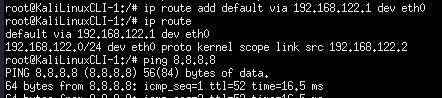 root@KaliLinuxCLI-1:/# ip route add default via 192.168.122.1 dev eth0
root@KaliLinuxCLI-1:/# ip route
default via 192.168.122.1 dev eth0
192.168.122.0/24 dev eth0 proto kernel scope link src 192.168.122.2
root@KaliLinuxCLI-1:/# ping 8.8.8.8
PING 8.8.8.8 (8.8.8.8) 56(84) bytes of data.
64 bytes from 8.8.8.8: icmp_seq=1 ttl=52 time=16.5 ms
64 bytes from 8.8.8.8: icmp_seq=2 ttl=52 time=16.5 ms